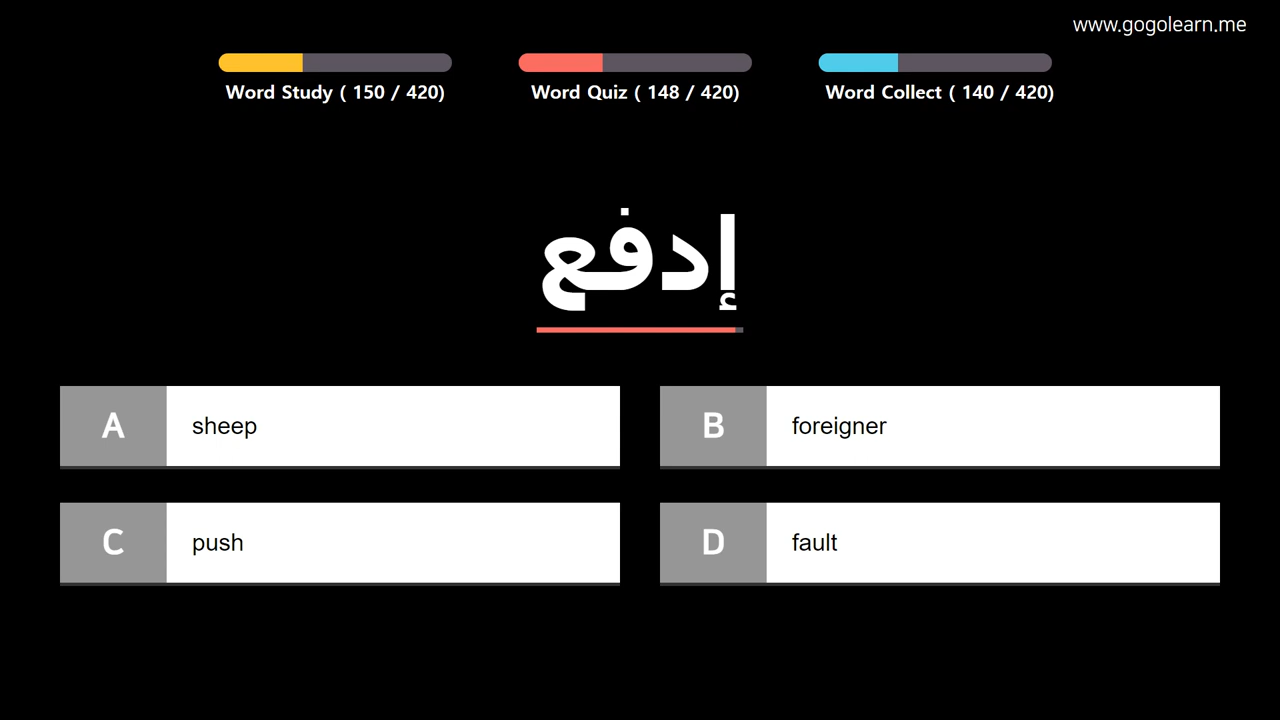 www.gogolearn.me
Word Study ( 150 / 420)
Word Quiz ( 148 / 420)
Word Collect ( 140 / 420)
إدفع
A sheep
B foreigner
C push
D fault